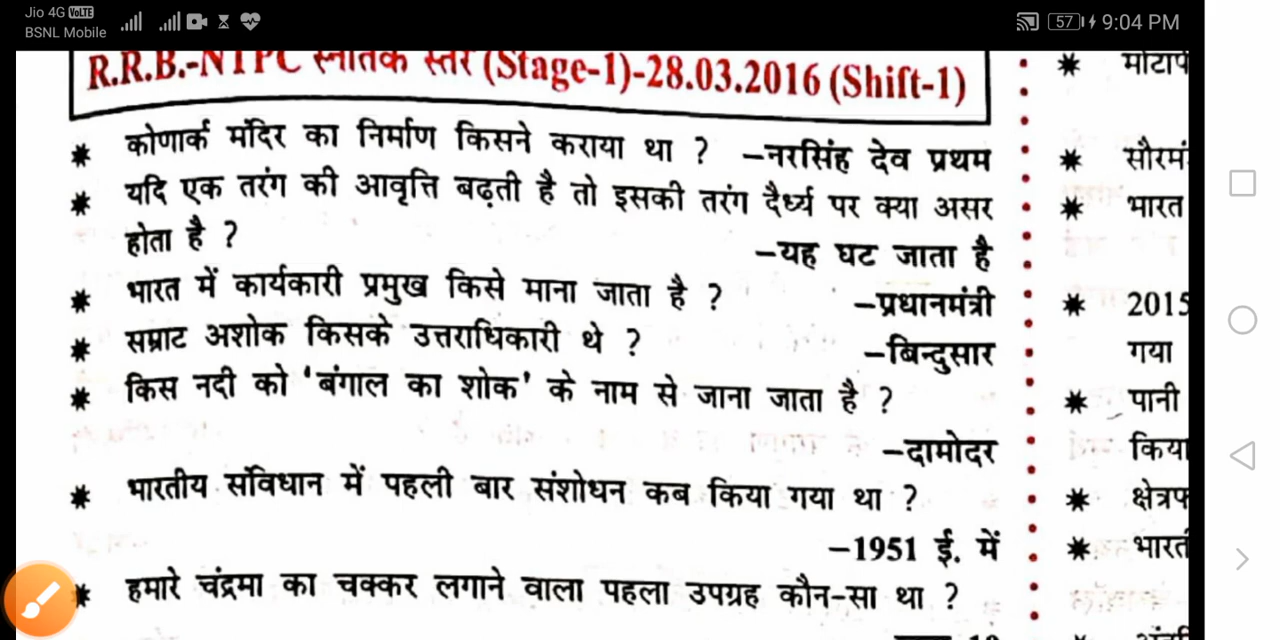 Jio 4G VoLTE
BSNL Mobile
57
9:04 PM
R.R.B.-NTPC स्नातक स्तर (Stage-1)-28.03.2016 (Shift-1)
* कोणार्क मंदिर का निर्माण किसने कराया था ? –नरसिंह देव प्रथम
* यदि एक तरंग की आवृत्ति बढ़ती है तो इसकी तरंग दैर्ध्य पर क्या असर
होता है ? –यह घट जाता है
* भारत में कार्यकारी प्रमुख किसे माना जाता है ? –प्रधानमंत्री
* सम्राट अशोक किसके उत्तराधिकारी थे ? –बिन्दुसार
* किस नदी को 'बंगाल का शोक' के नाम से जाना जाता है ?
–दामोदर
* भारतीय संविधान में पहली बार संशोधन कब किया गया था ?
–1951 ई. में
* हमारे चंद्रमा का चक्कर लगाने वाला पहला उपग्रह कौन-सा था ?
*
* सौरमं
* भारत
* 2015
गया
* पानी
किया
* क्षेत्रफ
* भारत